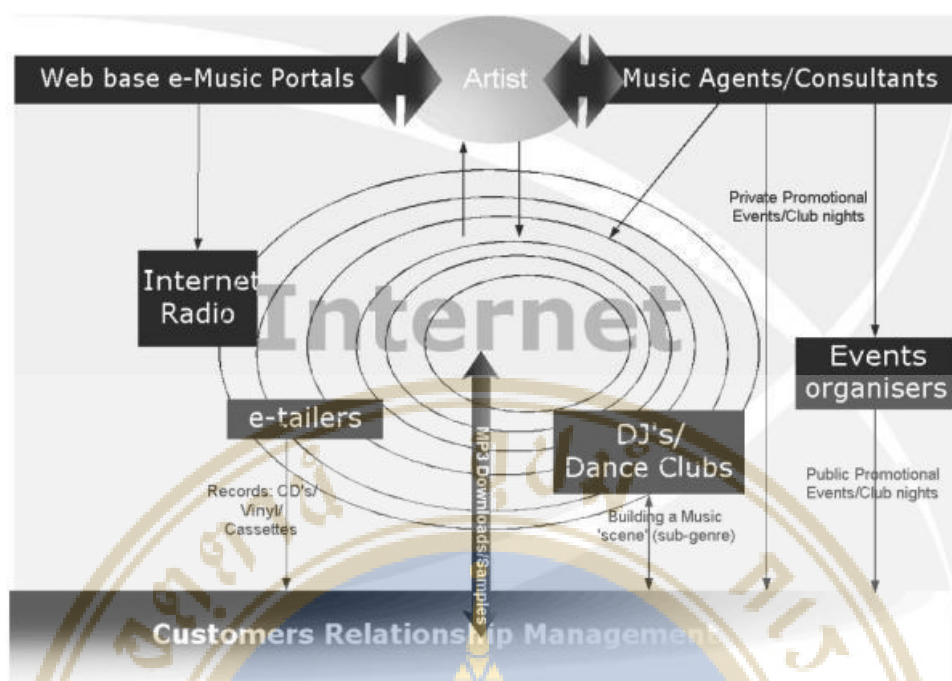 Web base e-Music Portals
Artist
Music Agents/Consultants
Private Promotional
Events/Club nights
Internet
Radio
Internet
Events
organisers
e-tailers
DJ's/
Dance Clubs
MP3 Downloads/Samples
Records: CD's/
Vinyl/
Cassettes
Building a Music
'scene' (sub-genre)
Public Promotional
Events/Club nights
Customers Relationship Management